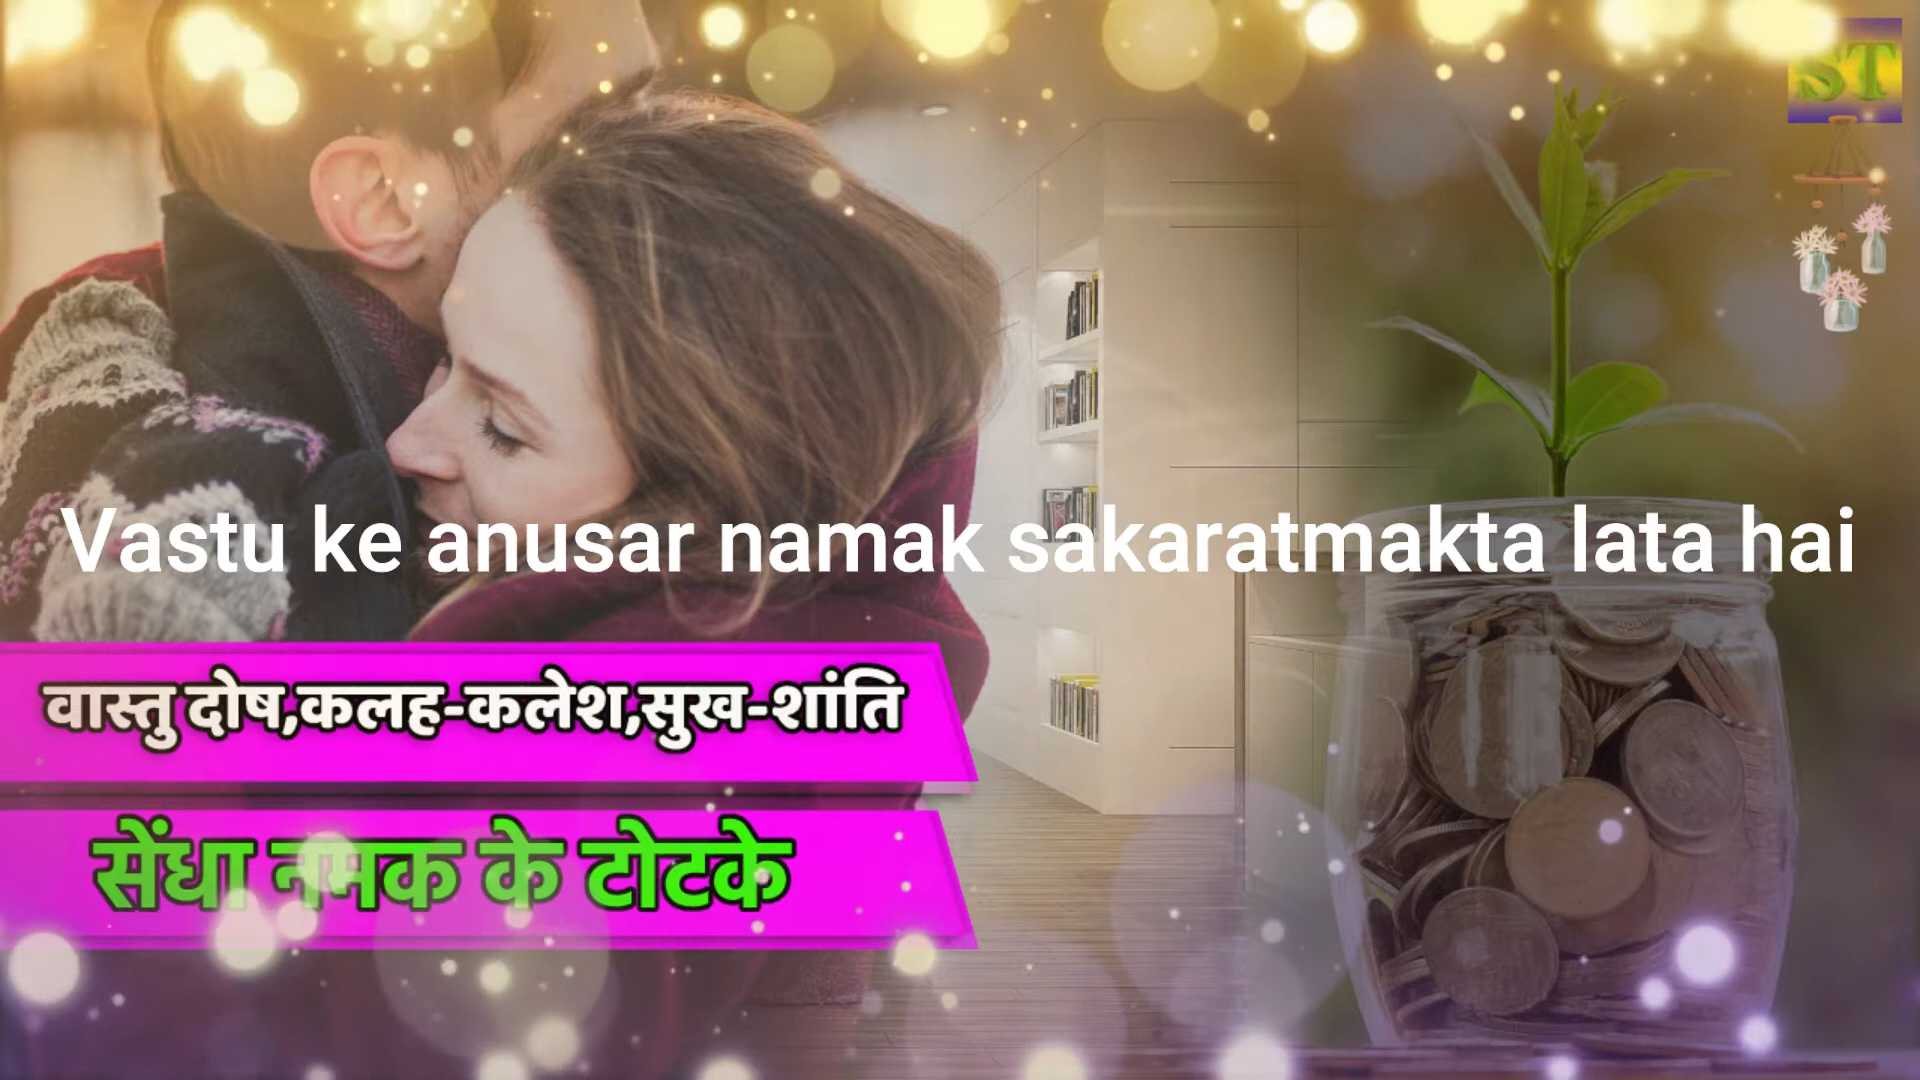 ST
Vastu ke anusar namak sakaratmakta lata hai
वास्तु दोष,कलह-कलेश,सुख-शांति
सेंधा नमक के टोटके